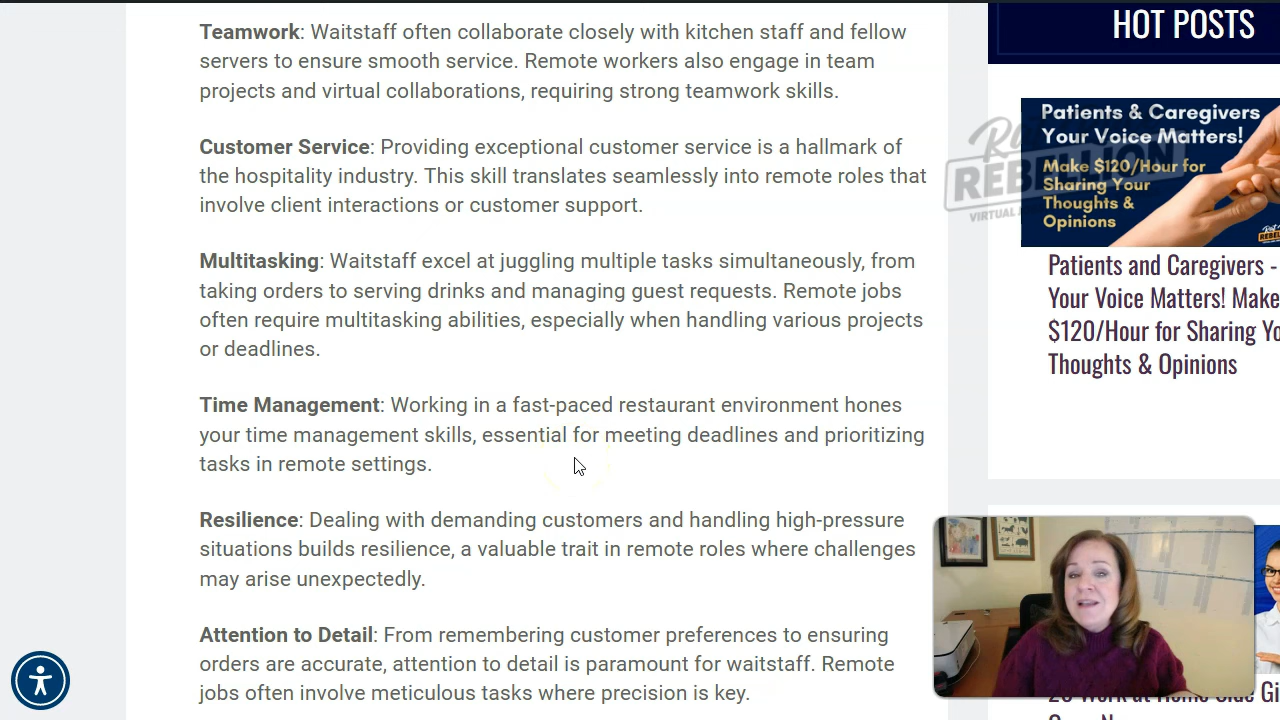 Teamwork: Waitstaff often collaborate closely with kitchen staff and fellow
servers to ensure smooth service. Remote workers also engage in team
projects and virtual collaborations, requiring strong teamwork skills.
Customer Service: Providing exceptional customer service is a hallmark of
the hospitality industry. This skill translates seamlessly into remote roles that
involve client interactions or customer support.
Multitasking: Waitstaff excel at juggling multiple tasks simultaneously, from
taking orders to serving drinks and managing guest requests. Remote jobs
often require multitasking abilities, especially when handling various projects
or deadlines.
Time Management: Working in a fast-paced restaurant environment hones
your time management skills, essential for meeting deadlines and prioritizing
tasks in remote settings.
Resilience: Dealing with demanding customers and handling high-pressure
situations builds resilience, a valuable trait in remote roles where challenges
may arise unexpectedly.
Attention to Detail: From remembering customer preferences to ensuring
orders are accurate, attention to detail is paramount for waitstaff. Remote
jobs often involve meticulous tasks where precision is key.
HOT POSTS
Patients & Caregivers
Your Voice Matters!
Make $120/Hour for
Sharing Your
Thoughts &
Opinions
REBELLION
VIRTUAL
Patients and Caregivers -
Your Voice Matters! Make
$120/Hour for Sharing Yo
Thoughts & Opinions